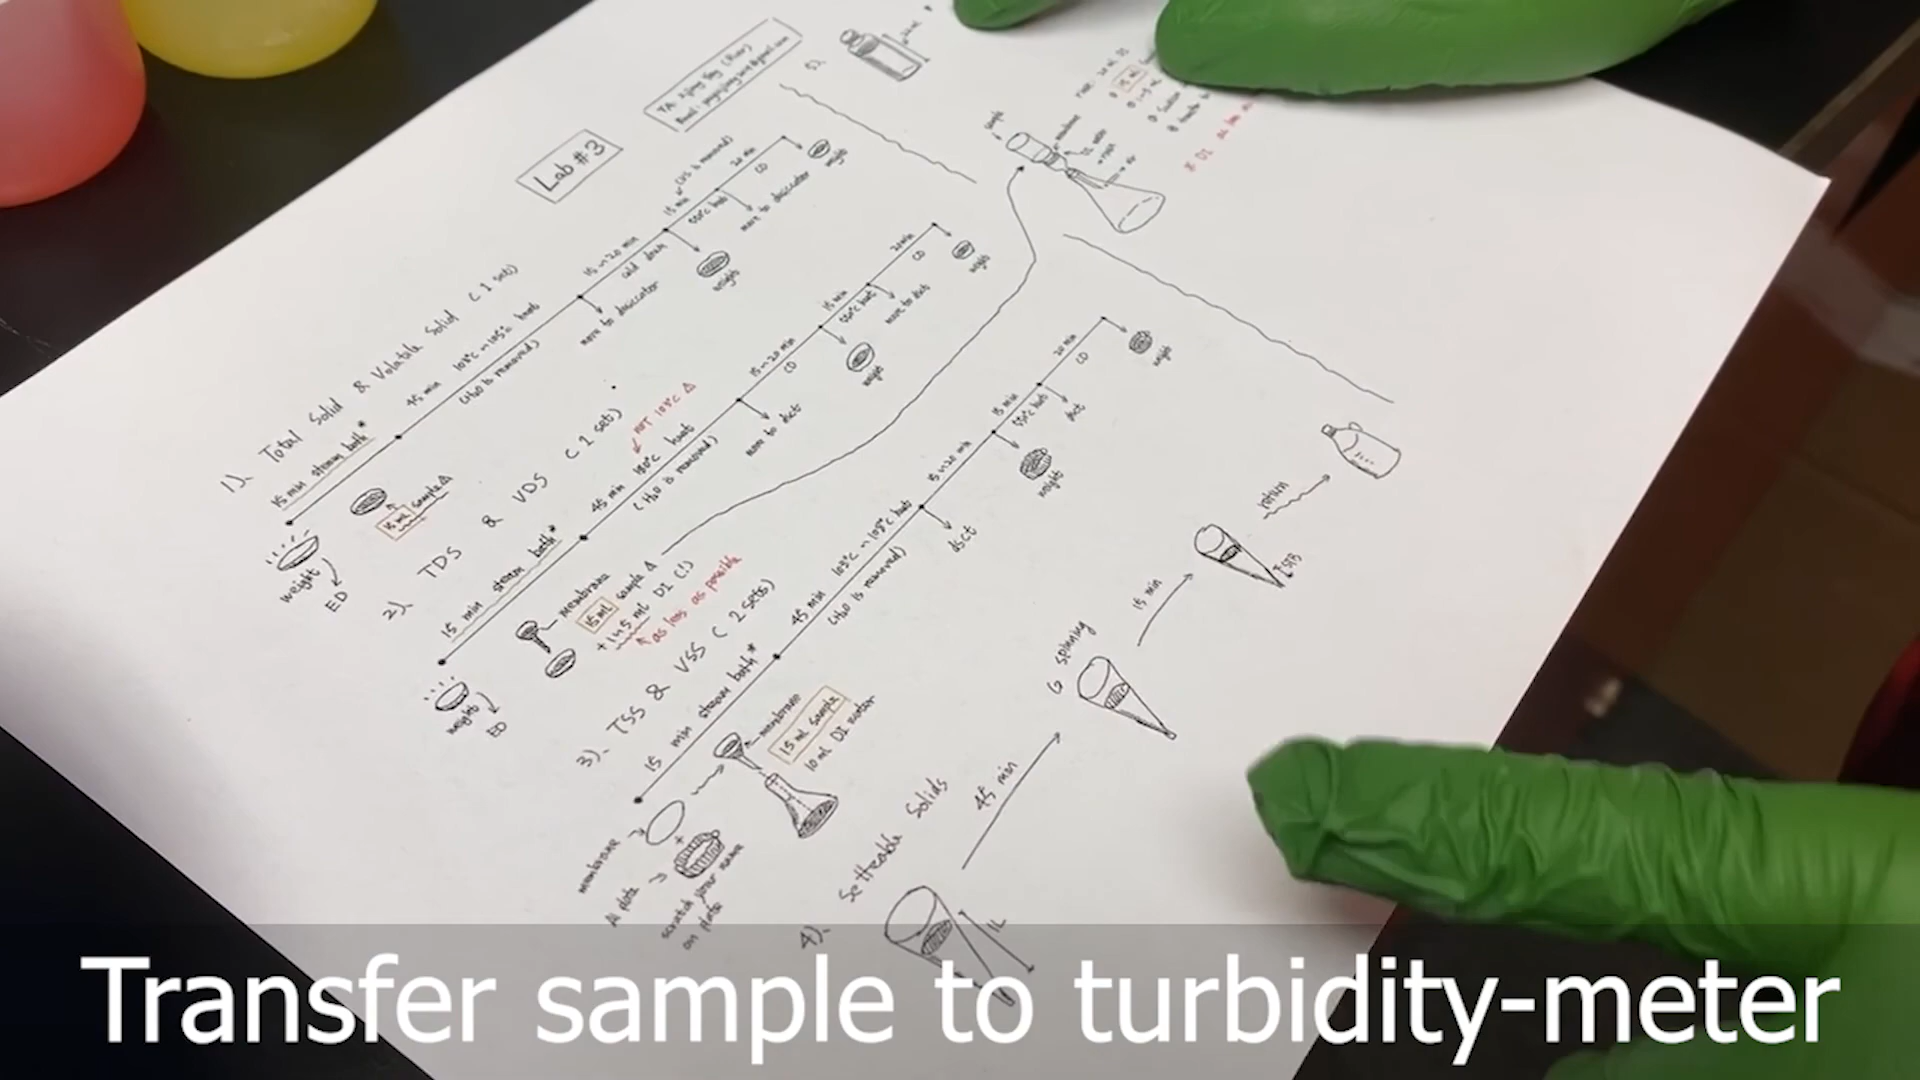 Lab #3
1). Total Solid & Volatile Solid (1 set)
15 min steam bath*
45 min 103°C ~ 105°C heat
(H2O is removed)
15 ~ 20 min
cold down
move to desiccator
15 min
550°C heat
(VS is removed)
20 min
CD
move to desiccator
weight
weight
weight
ED
15 ml sample Δ
2). TDS & VDS (1 set)
15 min steam bath*
45 min 180°C heat
NOT 105°C Δ
(H2O is removed)
15 ~ 20 min
CD
move to dsct
15 min
550°C heat
20 min
CD
move to dsct
weight
weight
weight
ED
membrane
15 ml sample Δ
+ 1~5 ml DI (!)
as less as possible
3). TSS & VSS (2 sets)
15 min steam bath*
45 min 103°C ~ 105°C heat
(H2O is removed)
15 ~ 20 min
dsct
15 min
550°C heat
20 min
CD
dsct
weight
weight
membrane
15 ml sample
10 ml DI water
membrane
+
Al plate
scratch your name
on plate
4). Settleable Solids
1L
45 min
spinning
15 min
return
Transfer sample to turbidity-meter